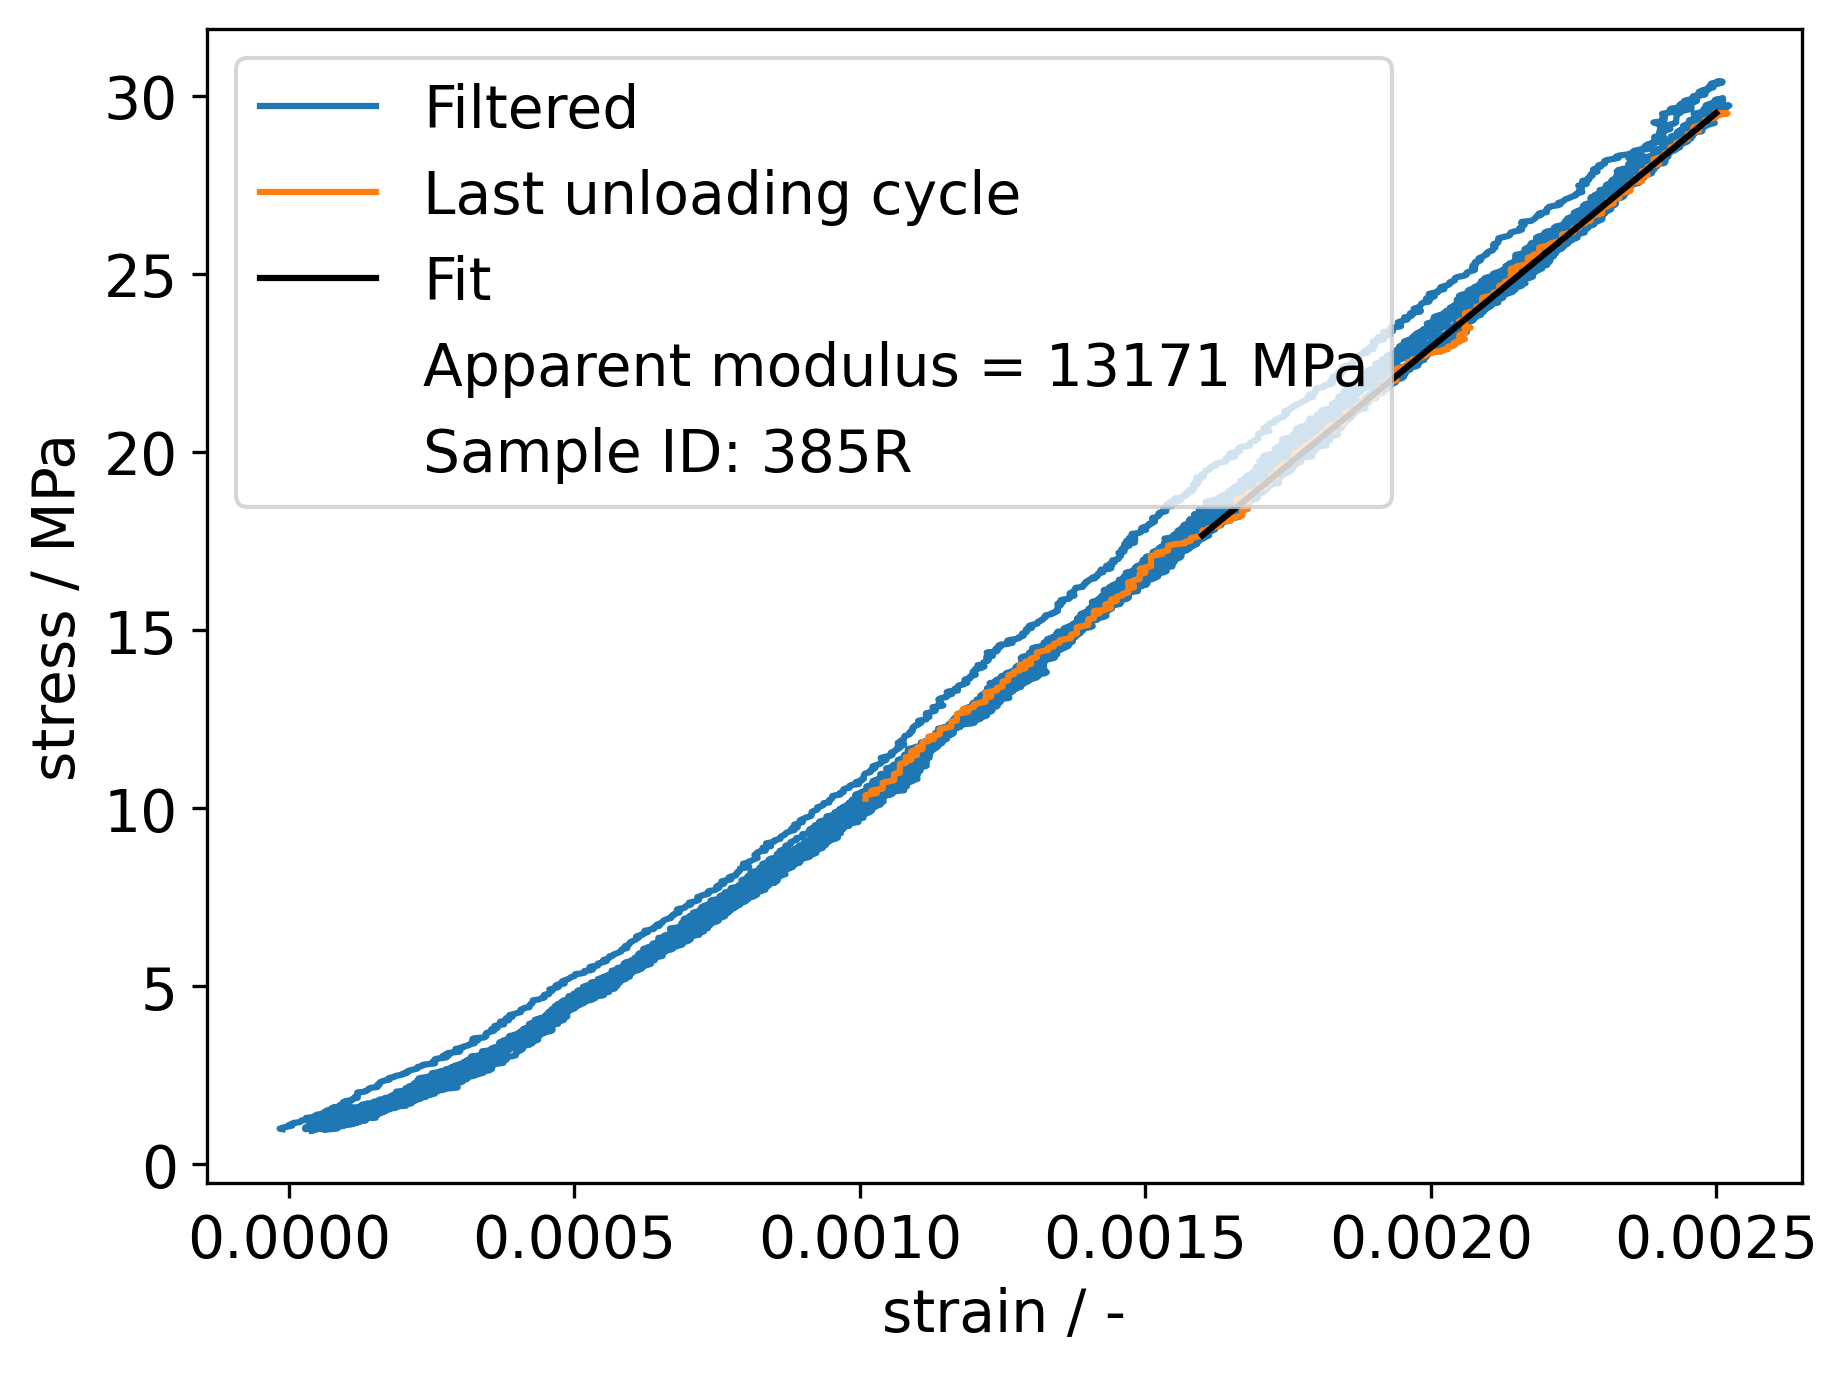 Filtered
Last unloading cycle
Fit
Apparent modulus = 13171 MPa
Sample ID: 385R
30
25
20
15
10
5
0
stress / MPa
0.0000 0.0005 0.0010 0.0015 0.0020 0.0025
strain / -